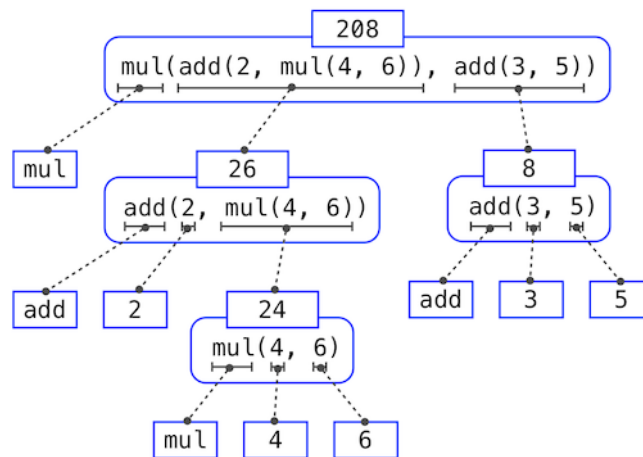 208
mul(add(2, mul(4, 6)), add(3, 5))
mul
26
8
add(2, mul(4, 6))
add(3, 5)
add
2
24
add
3
5
mul(4, 6)
mul
4
6